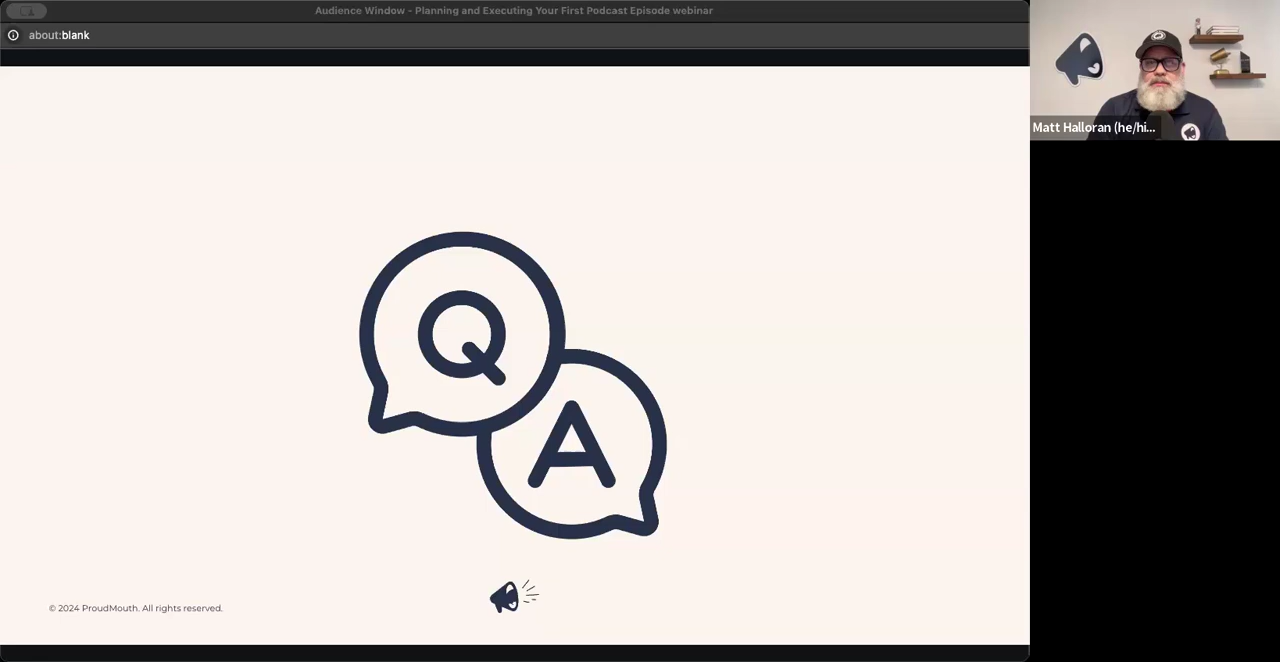 Audience Window - Planning and Executing Your First Podcast Episode webinar
about:blank
Matt Halloran (he/hi...
Q
A
© 2024 ProudMouth. All rights reserved.